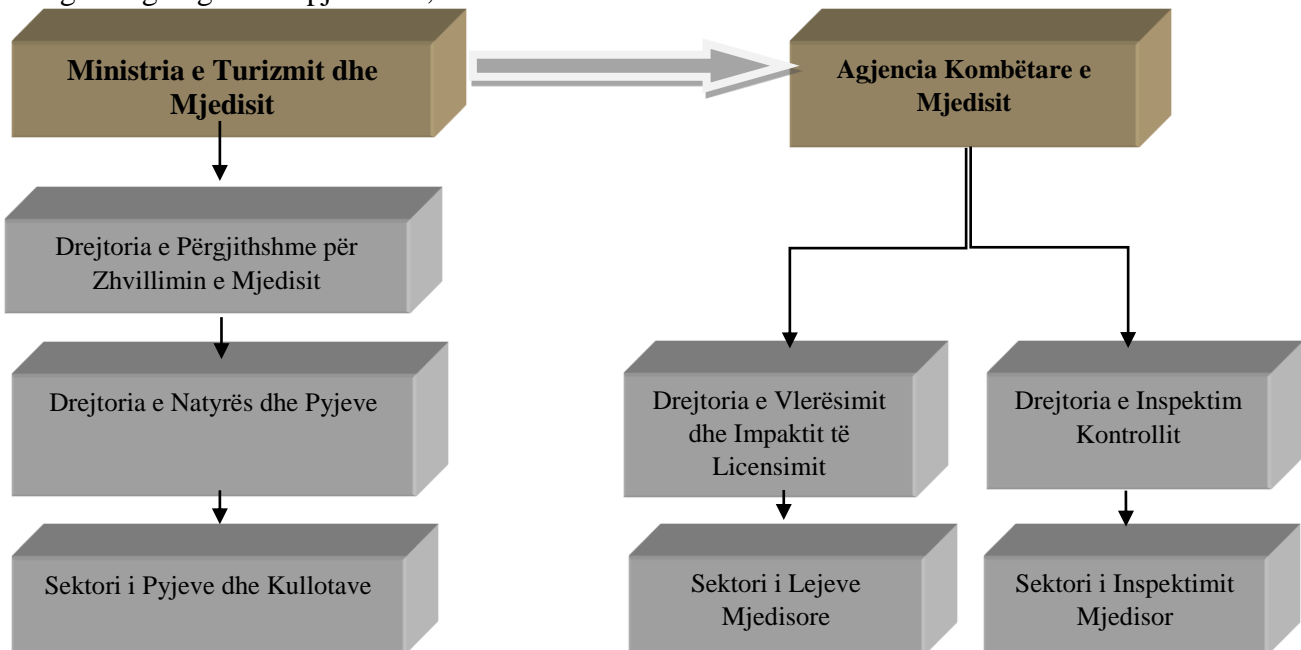 Ministria e Turizmit dhe
Mjedisit
Agjencia Kombëtare e
Mjedisit
Drejtoria e Përgjithshme për
Zhvillimin e Mjedisit
Drejtoria e Natyrës dhe Pyjeve
Drejtoria e Vlerësimit
dhe Impaktit të
Licensimit
Drejtoria e Inspektim
Kontrollit
Sektori i Pyjeve dhe Kullotave
Sektori i Lejeve
Mjedisore
Sektori i Inspektimit
Mjedisor